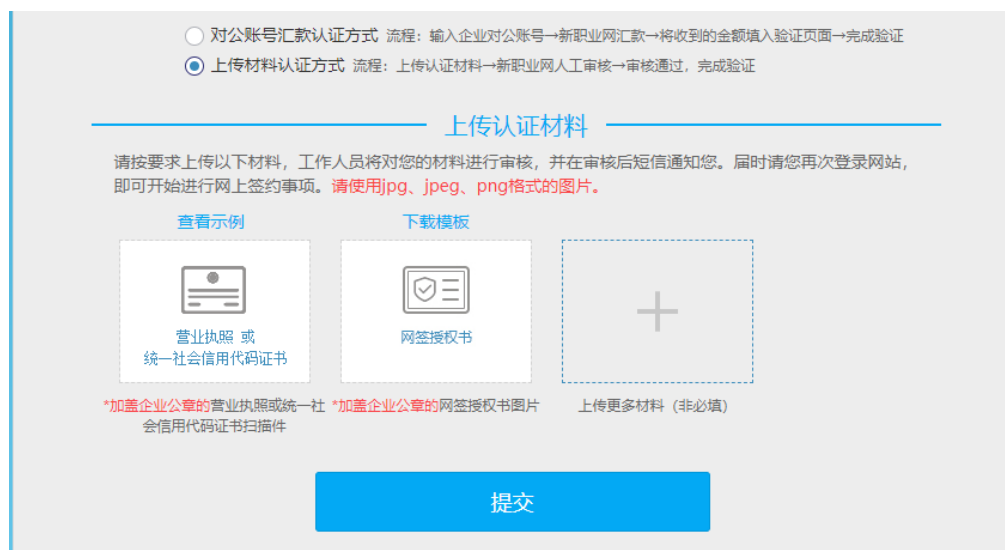 对公账号汇款认证方式 流程：输入企业对公账号→新职业网汇款→将收到的金额填入验证页面→完成验证
上传材料认证方式 流程：上传认证材料→新职业网人工审核→审核通过，完成验证
上传认证材料
请按要求上传以下材料，工作人员将对您的材料进行审核，并在审核后短信通知您。届时请您再次登录网站，
即可开始进行网上签约事项。请使用jpg、jpeg、png格式的图片。
查看示例
下载模板
营业执照 或
统一社会信用代码证书
网签授权书
*加盖企业公章的营业执照或统一社
会信用代码证书扫描件
*加盖企业公章的网签授权书图片
上传更多材料（非必填）
提交